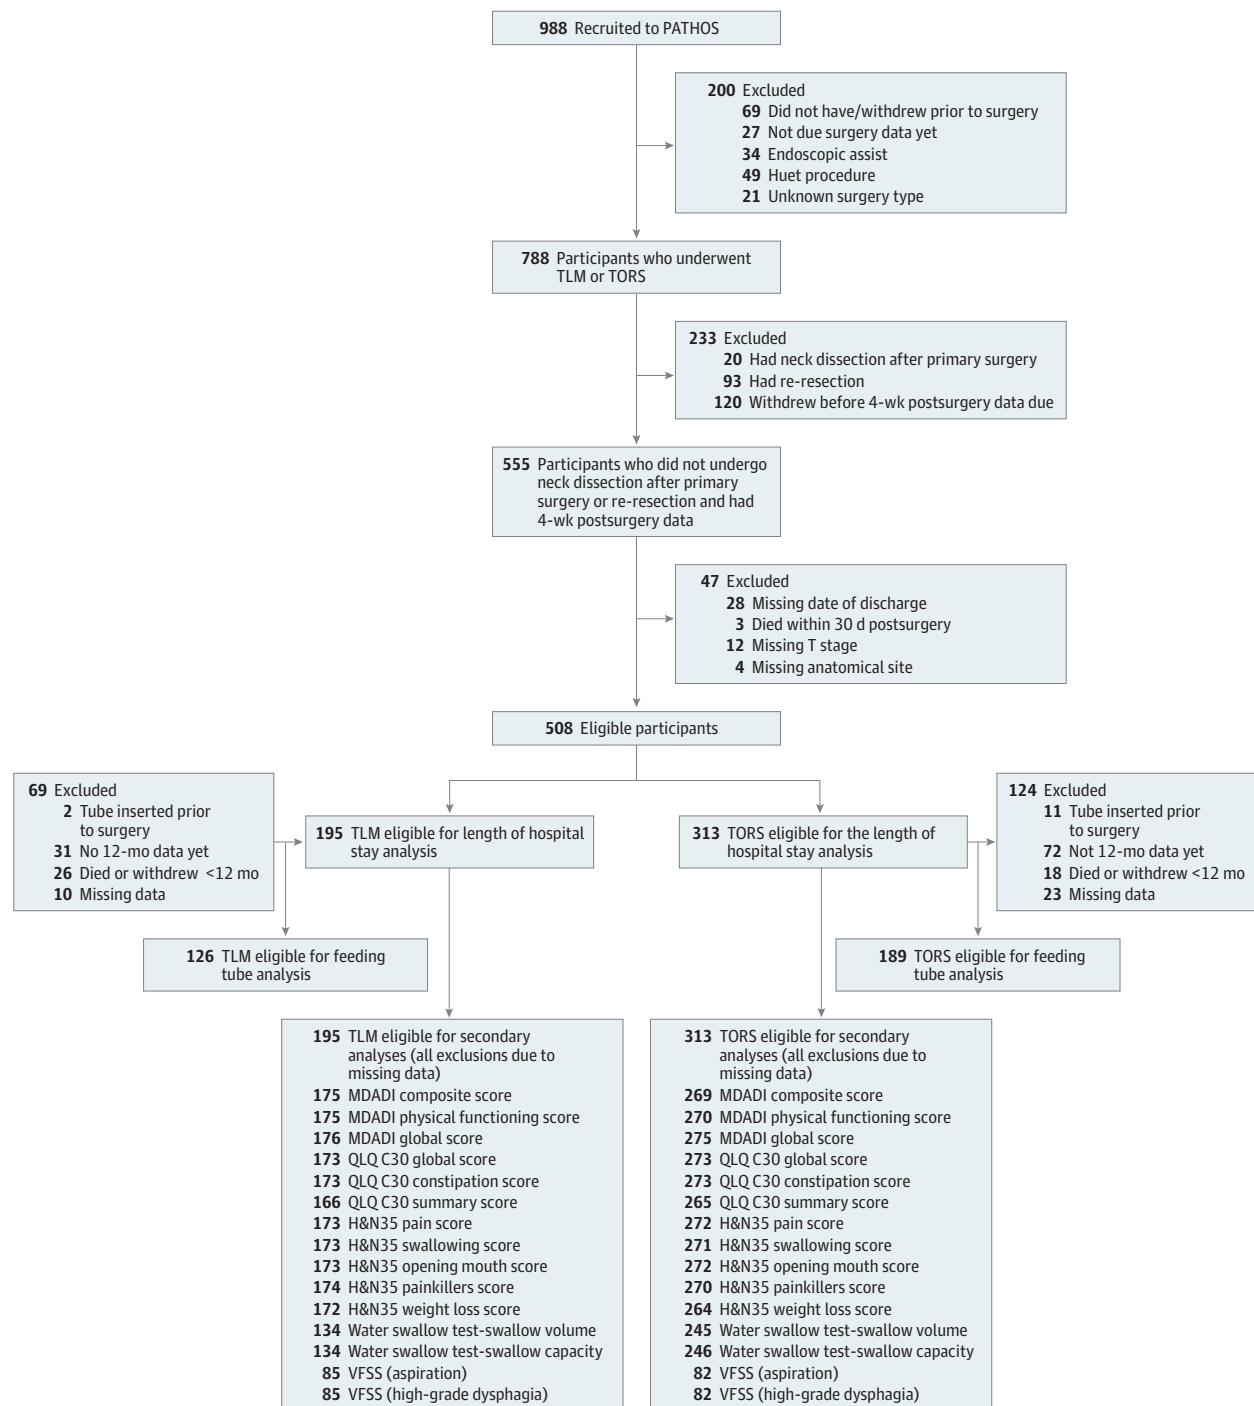 988 Recruited to PATHOS
200 Excluded
69 Did not have/withdrew prior to surgery
27 Not due surgery data yet
34 Endoscopic assist
49 Huet procedure
21 Unknown surgery type
788 Participants who underwent
TLM or TORS
233 Excluded
20 Had neck dissection after primary surgery
93 Had re-resection
120 Withdrew before 4-wk postsurgery data due
555 Participants who did not undergo
neck dissection after primary
surgery or re-resection and had
4-wk postsurgery data
47 Excluded
28 Missing date of discharge
3 Died within 30 d postsurgery
12 Missing T stage
4 Missing anatomical site
508 Eligible participants
69 Excluded
2 Tube inserted prior
to surgery
31 No 12-mo data yet
26 Died or withdrew <12 mo
10 Missing data
195 TLM eligible for length of hospital
stay analysis
313 TORS eligible for the length of
hospital stay analysis
124 Excluded
11 Tube inserted prior
to surgery
72 Not 12-mo data yet
18 Died or withdrew <12 mo
23 Missing data
126 TLM eligible for feeding
tube analysis
189 TORS eligible for feeding
tube analysis
195 TLM eligible for secondary
analyses (all exclusions due to
missing data)
175 MDADI composite score
175 MDADI physical functioning score
176 MDADI global score
173 QLQ C30 global score
173 QLQ C30 constipation score
166 QLQ C30 summary score
173 H&N35 pain score
173 H&N35 swallowing score
173 H&N35 opening mouth score
174 H&N35 painkillers score
172 H&N35 weight loss score
134 Water swallow test-swallow volume
134 Water swallow test-swallow capacity
85 VFSS (aspiration)
85 VFSS (high-grade dysphagia)
313 TORS eligible for secondary
analyses (all exclusions due to
missing data)
269 MDADI composite score
270 MDADI physical functioning score
275 MDADI global score
273 QLQ C30 global score
273 QLQ C30 constipation score
265 QLQ C30 summary score
272 H&N35 pain score
271 H&N35 swallowing score
272 H&N35 opening mouth score
270 H&N35 painkillers score
264 H&N35 weight loss score
245 Water swallow test-swallow volume
246 Water swallow test-swallow capacity
82 VFSS (aspiration)
82 VFSS (high-grade dysphagia)